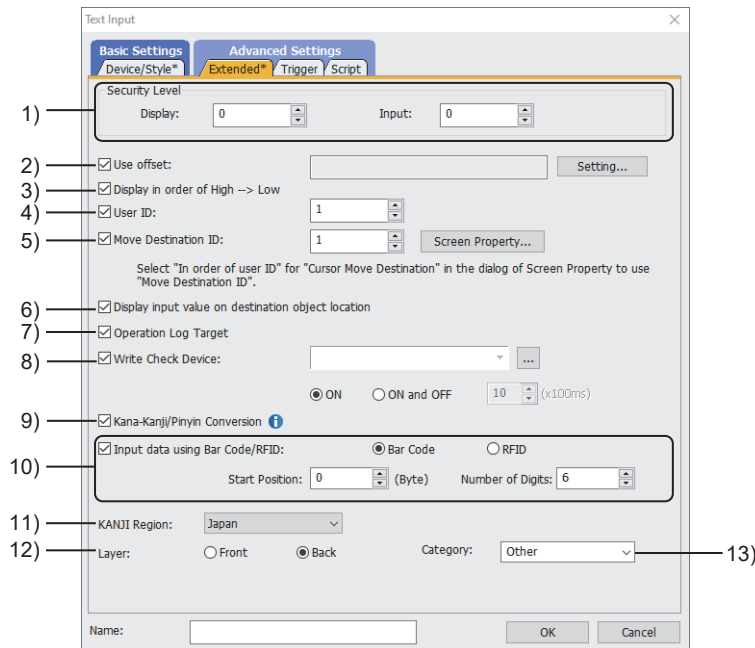 Text Input
Basic Settings
Advanced Settings
Device/Style*
Extended*
Trigger
Script
Security Level
1)
Display: 0
Input: 0
2)
Use offset:
Setting...
3)
Display in order of High --> Low
4)
User ID: 1
5)
Move Destination ID: 1
Screen Property...
Select "In order of user ID" for "Cursor Move Destination" in the dialog of Screen Property to use
"Move Destination ID".
6)
Display input value on destination object location
7)
Operation Log Target
8)
Write Check Device:
...
ON
ON and OFF
10 (x100ms)
9)
Kana-Kanji/Pinyin Conversion
10)
Input data using Bar Code/RFID:
Bar Code
RFID
Start Position: 0 (Byte)
Number of Digits: 6
11)
KANJI Region: Japan
12)
Layer:
Front
Back
Category: Other
13)
Name:
OK
Cancel